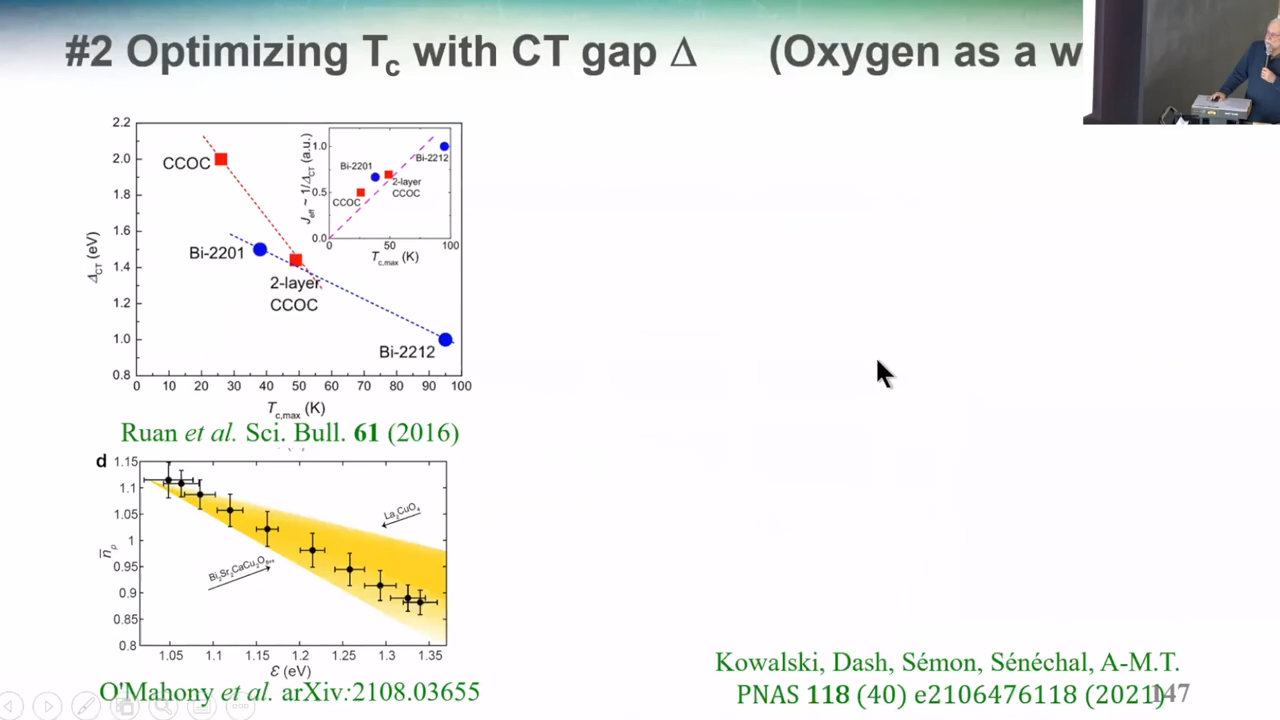 #2 Optimizing Tc with CT gap Δ (Oxygen as a w
2.2
2.0
1.8
1.6
1.4
1.2
1.0
0.8
Δ_CT (eV)
CCOC
Bi-2201
2-layer
CCOC
Bi-2212
0 10 20 30 40 50 60 70 80 90 100
T_c,max (K)
1.0
0.5
0.0
J_eff ~ 1/Δ_CT (a.u.)
Bi-2201
Bi-2212
CCOC
2-layer
CCOC
0 50 100
T_c,max (K)
Ruan et al. Sci. Bull. 61 (2016)
d
1.15
1.1
1.05
1
0.95
0.9
0.85
0.8
La2CuO4
1.05 1.1 1.15 1.2 1.25 1.3 1.35
ℰ (eV)
O'Mahony et al. arXiv:2108.03655
Kowalski, Dash, Sémon, Sénéchal, A-M.T.
PNAS 118 (40) e2106476118 (2021)
147